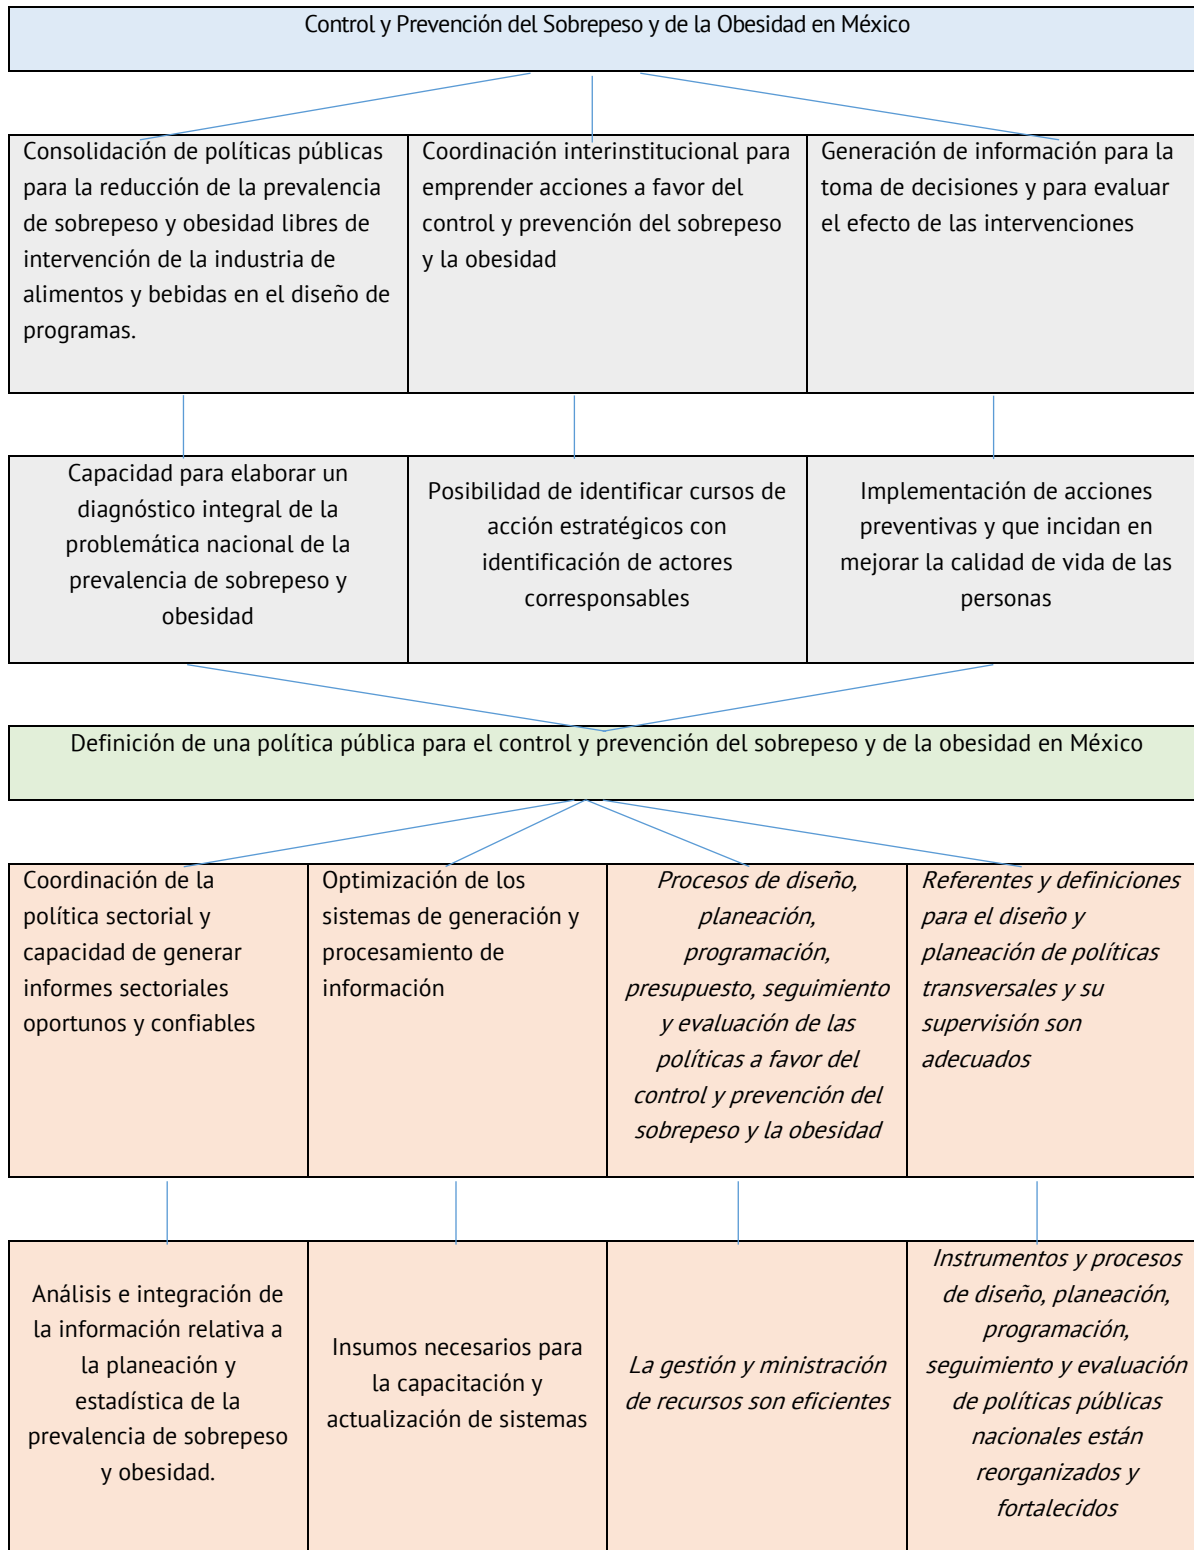 Control y Prevención del Sobrepeso y de la Obesidad en México
Consolidación de políticas públicas
para la reducción de la prevalencia
de sobrepeso y obesidad libres de
intervención de la industria de
alimentos y bebidas en el diseño de
programas.
Coordinación interinstitucional para
emprender acciones a favor del
control y prevención del sobrepeso
y la obesidad
Generación de información para la
toma de decisiones y para evaluar
el efecto de las intervenciones
Capacidad para elaborar un
diagnóstico integral de la
problemática nacional de la
prevalencia de sobrepeso y
obesidad
Posibilidad de identificar cursos de
acción estratégicos con
identificación de actores
corresponsables
Implementación de acciones
preventivas y que incidan en
mejorar la calidad de vida de las
personas
Definición de una política pública para el control y prevención del sobrepeso y de la obesidad en México
Coordinación de la
política sectorial y
capacidad de generar
informes sectoriales
oportunos y confiables
Optimización de los
sistemas de generación y
procesamiento de
información
Procesos de diseño,
planeación,
programación,
presupuesto, seguimiento
y evaluación de las
políticas a favor del
control y prevención del
sobrepeso y la obesidad
Referentes y definiciones
para el diseño y
planeación de políticas
transversales y su
supervisión son
adecuados
Análisis e integración de
la información relativa a
la planeación y
estadística de la
prevalencia de sobrepeso
y obesidad.
Insumos necesarios para
la capacitación y
actualización de sistemas
La gestión y ministración
de recursos son eficientes
Instrumentos y procesos
de diseño, planeación,
programación,
seguimiento y evaluación
de políticas públicas
nacionales están
reorganizados y
fortalecidos